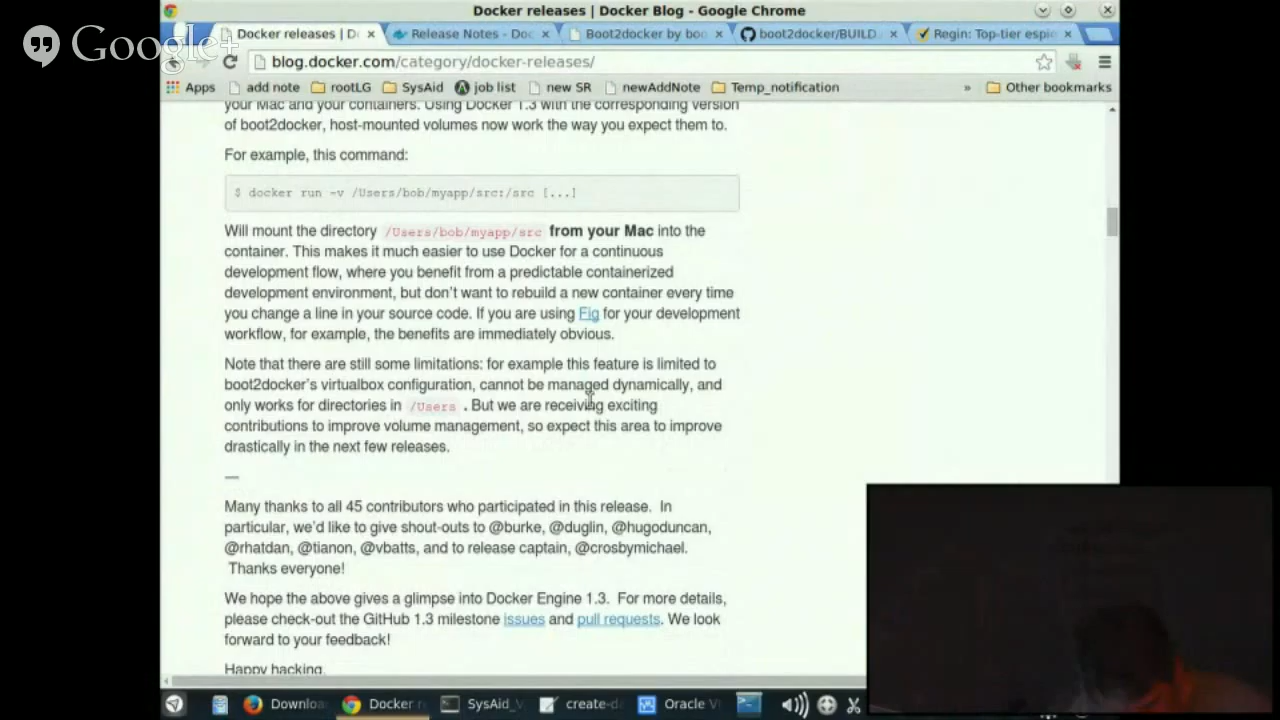 Docker releases | Docker Blog - Google Chrome
Docker releases | D
Release Notes - Doc
Boot2docker by boo
boot2docker/BUILD
Regin: Top-tier espi
Google+
blog.docker.com/category/docker-releases/
Apps add note rootLG SysAid job list new SR newAddNote Temp_notification » Other bookmarks
your Mac and your containers. Using Docker 1.3 with the corresponding version
of boot2docker, host-mounted volumes now work the way you expect them to.
For example, this command:
$ docker run -v /Users/bob/myapp/src:/src [...]
Will mount the directory /Users/bob/myapp/src from your Mac into the
container. This makes it much easier to use Docker for a continuous
development flow, where you benefit from a predictable containerized
development environment, but don't want to rebuild a new container every time
you change a line in your source code. If you are using Fig for your development
workflow, for example, the benefits are immediately obvious.
Note that there are still some limitations: for example this feature is limited to
boot2docker's virtualbox configuration, cannot be managed dynamically, and
only works for directories in /Users . But we are receiving exciting
contributions to improve volume management, so expect this area to improve
drastically in the next few releases.
—
Many thanks to all 45 contributors who participated in this release. In
particular, we'd like to give shout-outs to @burke, @duglin, @hugoduncan,
@rhatdan, @tianon, @vbatts, and to release captain, @crosbymichael.
Thanks everyone!
We hope the above gives a glimpse into Docker Engine 1.3. For more details,
please check-out the GitHub 1.3 milestone issues and pull requests. We look
forward to your feedback!
Happy hacking,
Downloa Docker r SysAid_V create-d Oracle V